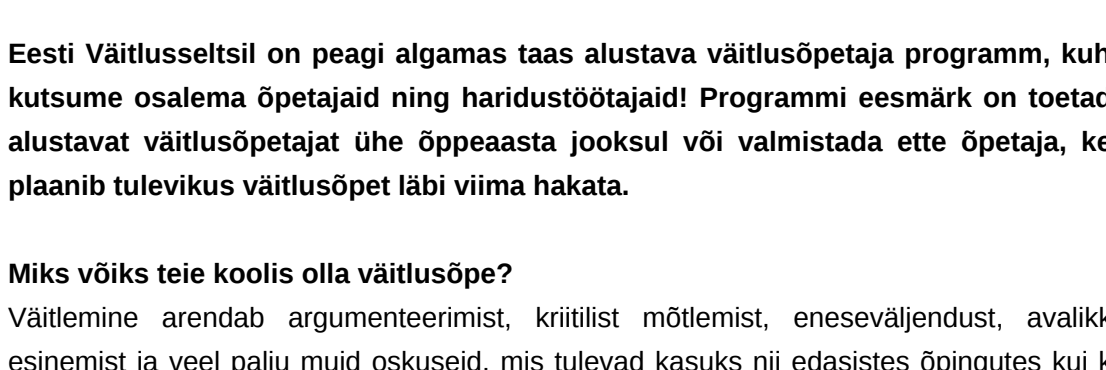 Eesti Väitlusseltsil on peagi algamas taas alustava väitlusõpetaja programm, kuh
kutsume osalema õpetajaid ning haridustöötajaid! Programmi eesmärk on toetad
alustavat väitlusõpetajat ühe õppeaasta jooksul või valmistada ette õpetaja, ke
plaanib tulevikus väitlusõpet läbi viima hakata.
Miks võiks teie koolis olla väitlusõpe?
Väitlemine arendab argumenteerimist, kriitilist mõtlemist, eneseväljendust, avalikk
esinemist ja veel palju muid oskuseid, mis tulevad kasuks nii edasistes õpingutes kui k